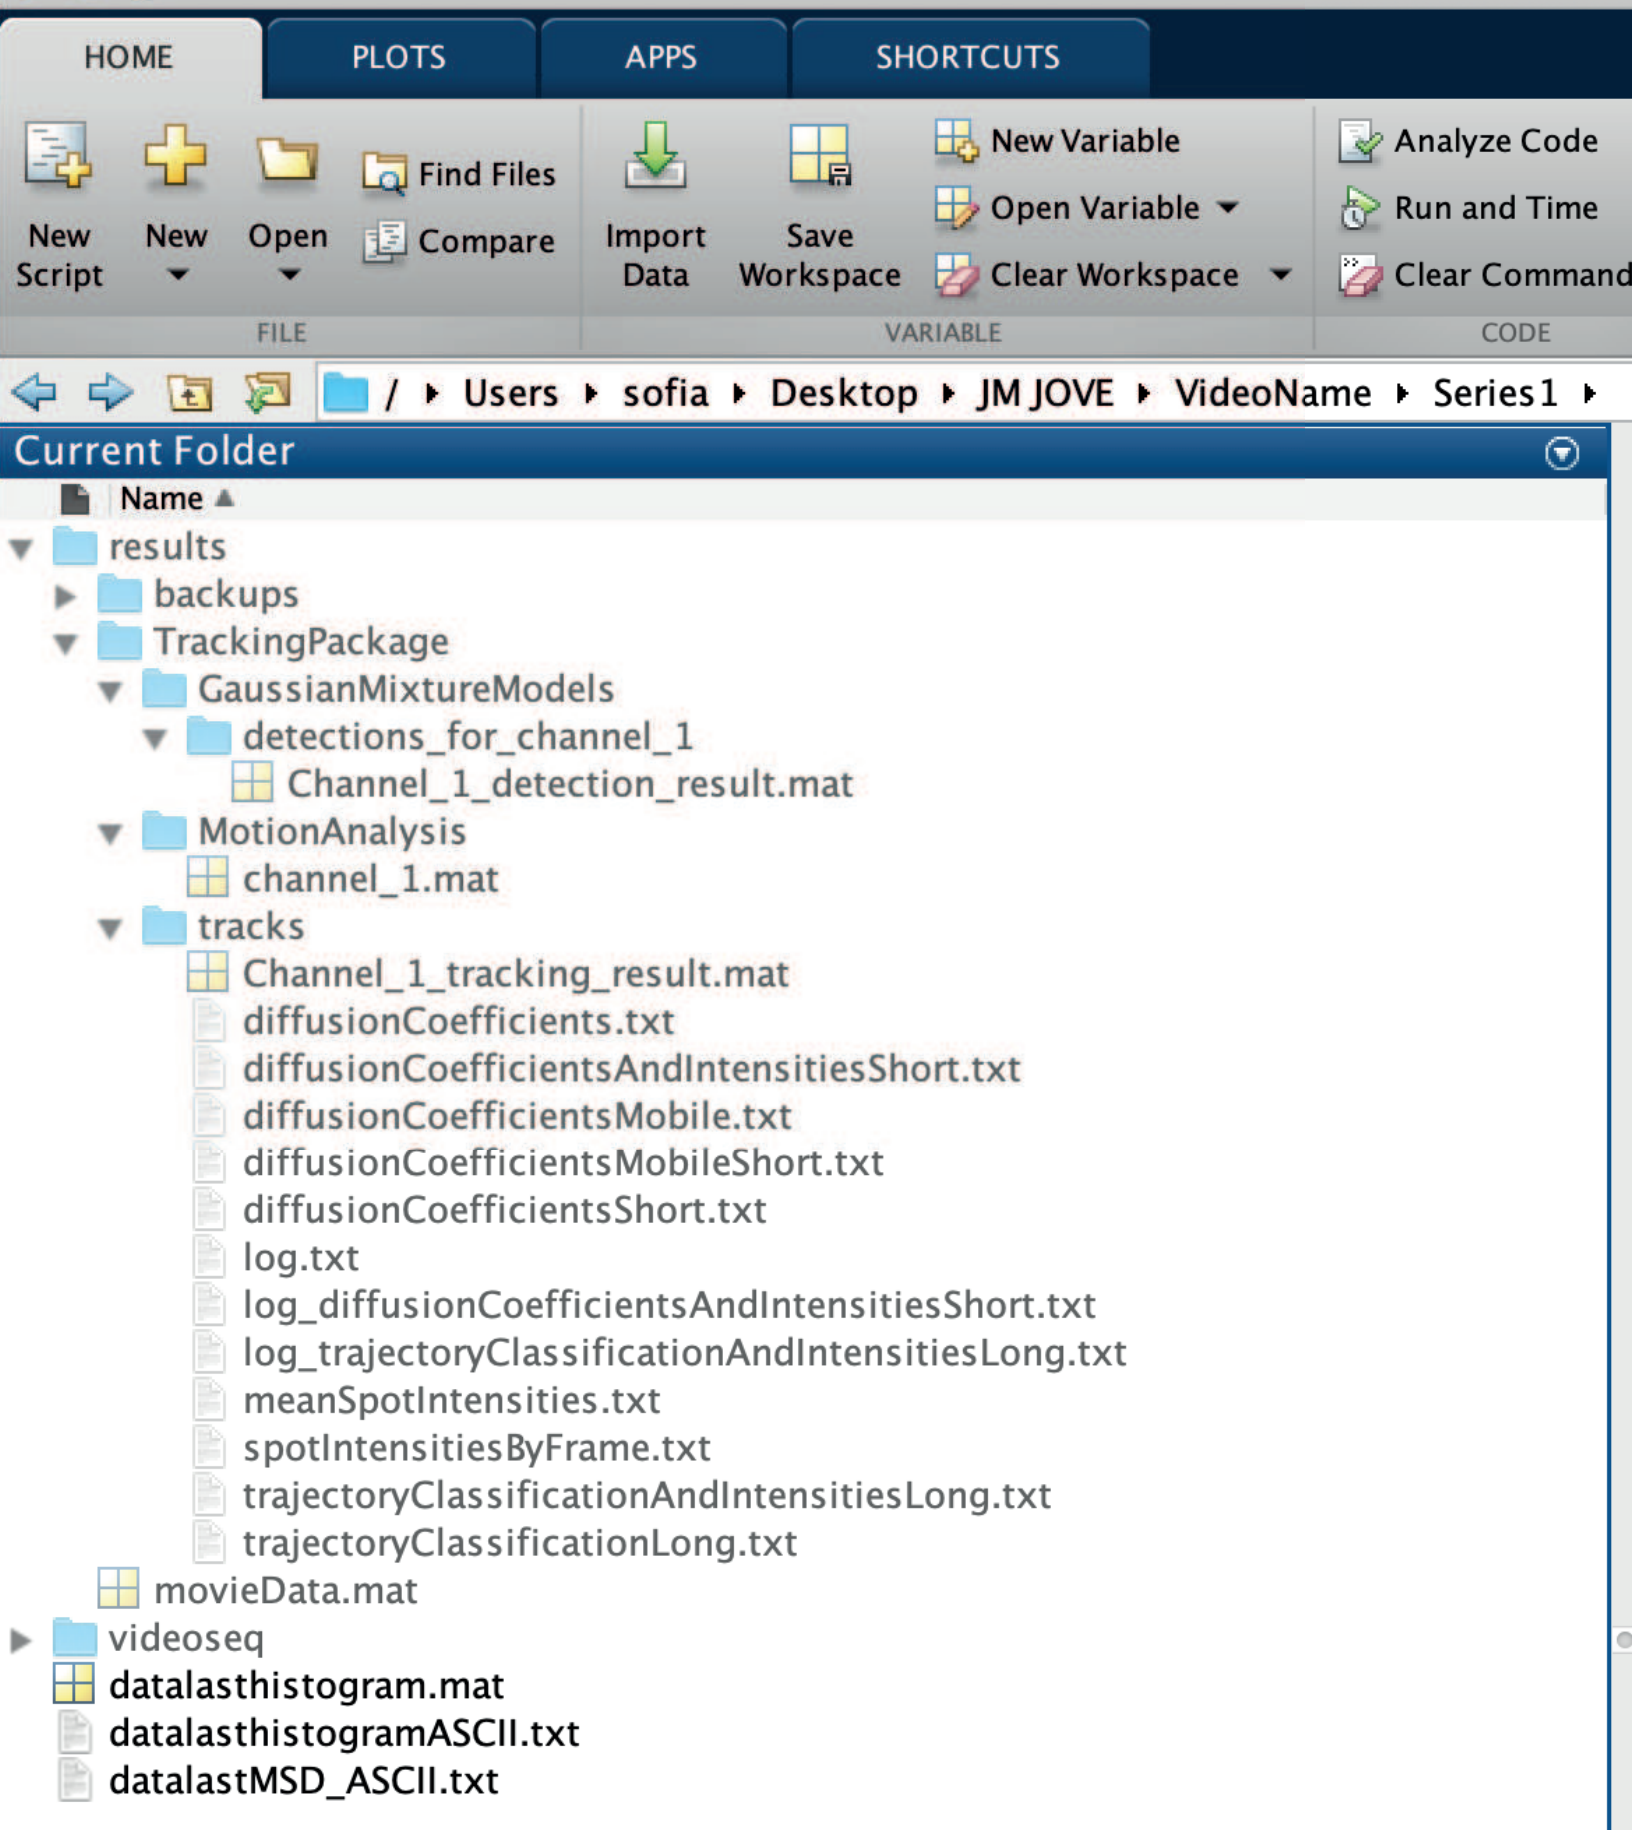 HOME PLOTS APPS SHORTCUTS
New Script
New
Open
Find Files
Compare
Import Data
Save Workspace
New Variable
Open Variable
Clear Workspace
Analyze Code
Run and Time
Clear Command
FILE VARIABLE CODE
/ Users sofia Desktop JM JOVE VideoName Series1
Current Folder
Name
results
backups
TrackingPackage
GaussianMixtureModels
detections_for_channel_1
Channel_1_detection_result.mat
MotionAnalysis
channel_1.mat
tracks
Channel_1_tracking_result.mat
diffusionCoefficients.txt
diffusionCoefficientsAndIntensitiesShort.txt
diffusionCoefficientsMobile.txt
diffusionCoefficientsMobileShort.txt
diffusionCoefficientsShort.txt
log.txt
log_diffusionCoefficientsAndIntensitiesShort.txt
log_trajectoryClassificationAndIntensitiesLong.txt
meanSpotIntensities.txt
spotIntensitiesByFrame.txt
trajectoryClassificationAndIntensitiesLong.txt
trajectoryClassificationLong.txt
movieData.mat
videoseq
datalasthistogram.mat
datalasthistogramASCII.txt
datalastMSD_ASCII.txt